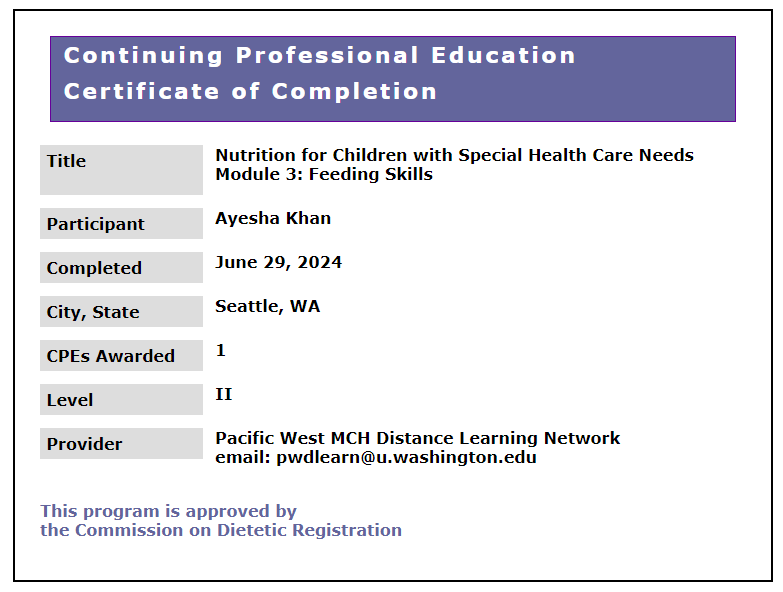 Continuing Professional Education
Certificate of Completion
Title
Nutrition for Children with Special Health Care Needs
Module 3: Feeding Skills
Participant
Ayesha Khan
Completed
June 29, 2024
City, State
Seattle, WA
CPEs Awarded
1
Level
II
Provider
Pacific West MCH Distance Learning Network
email: pwdlearn@u.washington.edu
This program is approved by
the Commission on Dietetic Registration